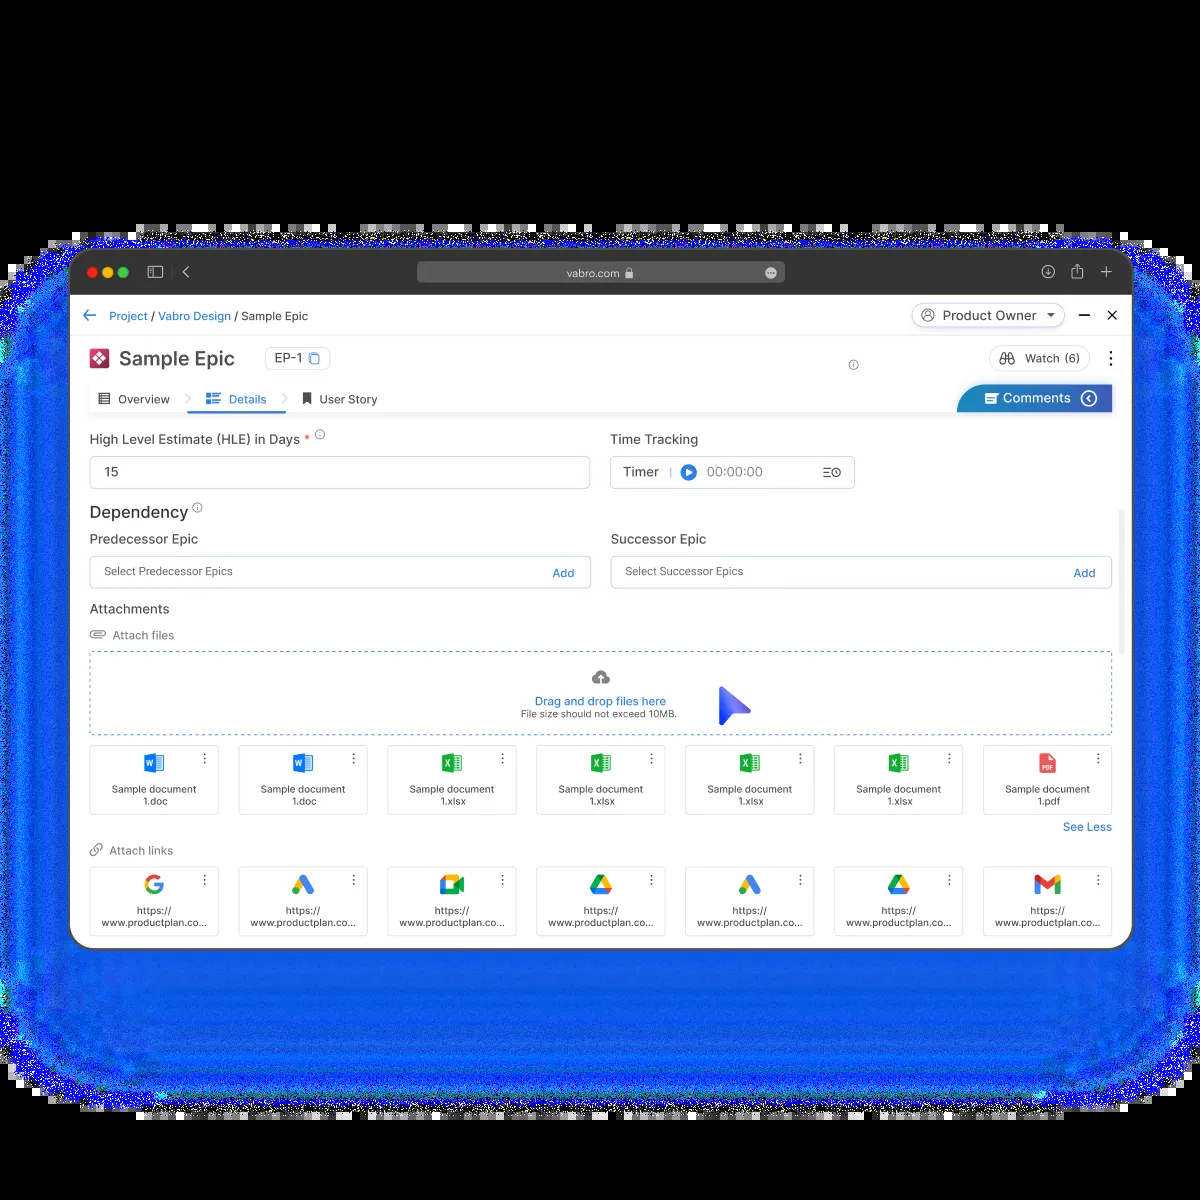 vabro.com
Project / Vabro Design / Sample Epic
Product Owner
Sample Epic
EP-1
Watch (6)
Overview
Details
User Story
Comments
High Level Estimate (HLE) in Days *
Time Tracking
15
Timer
00:00:00
Dependency
Predecessor Epic
Successor Epic
Select Predecessor Epics
Add
Select Successor Epics
Add
Attachments
Attach files
Drag and drop files here
File size should not exceed 10MB.
Sample document
1.doc
Sample document
1.doc
Sample document
1.xlsx
Sample document
1.xlsx
Sample document
1.xlsx
Sample document
1.xlsx
PDF
Sample document
1.pdf
See Less
Attach links
https://
www.productplan.co...
https://
www.productplan.co...
https://
www.productplan.co...
https://
www.productplan.co...
https://
www.productplan.co...
https://
www.productplan.co...
https://
www.productplan.co...